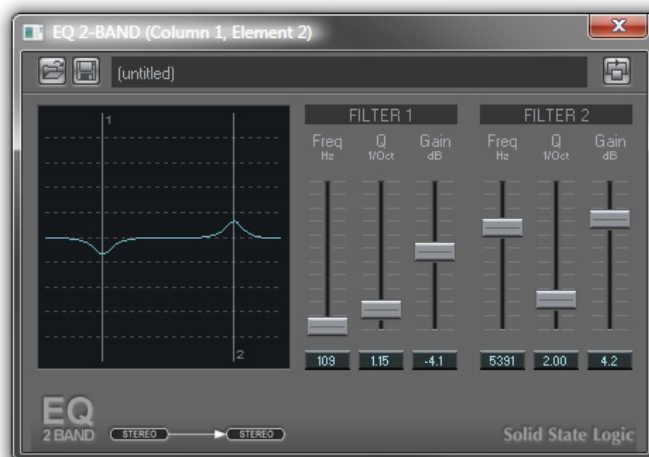 EQ 2-BAND (Column 1, Element 2)
(untitled)
FILTER 1
FILTER 2
Freq Q Gain
Hz 1/Oct dB
Freq Q Gain
Hz 1/Oct dB
1
2
109 1.15 -4.1
5391 2.00 4.2
EQ
2 BAND
STEREO STEREO
Solid State Logic